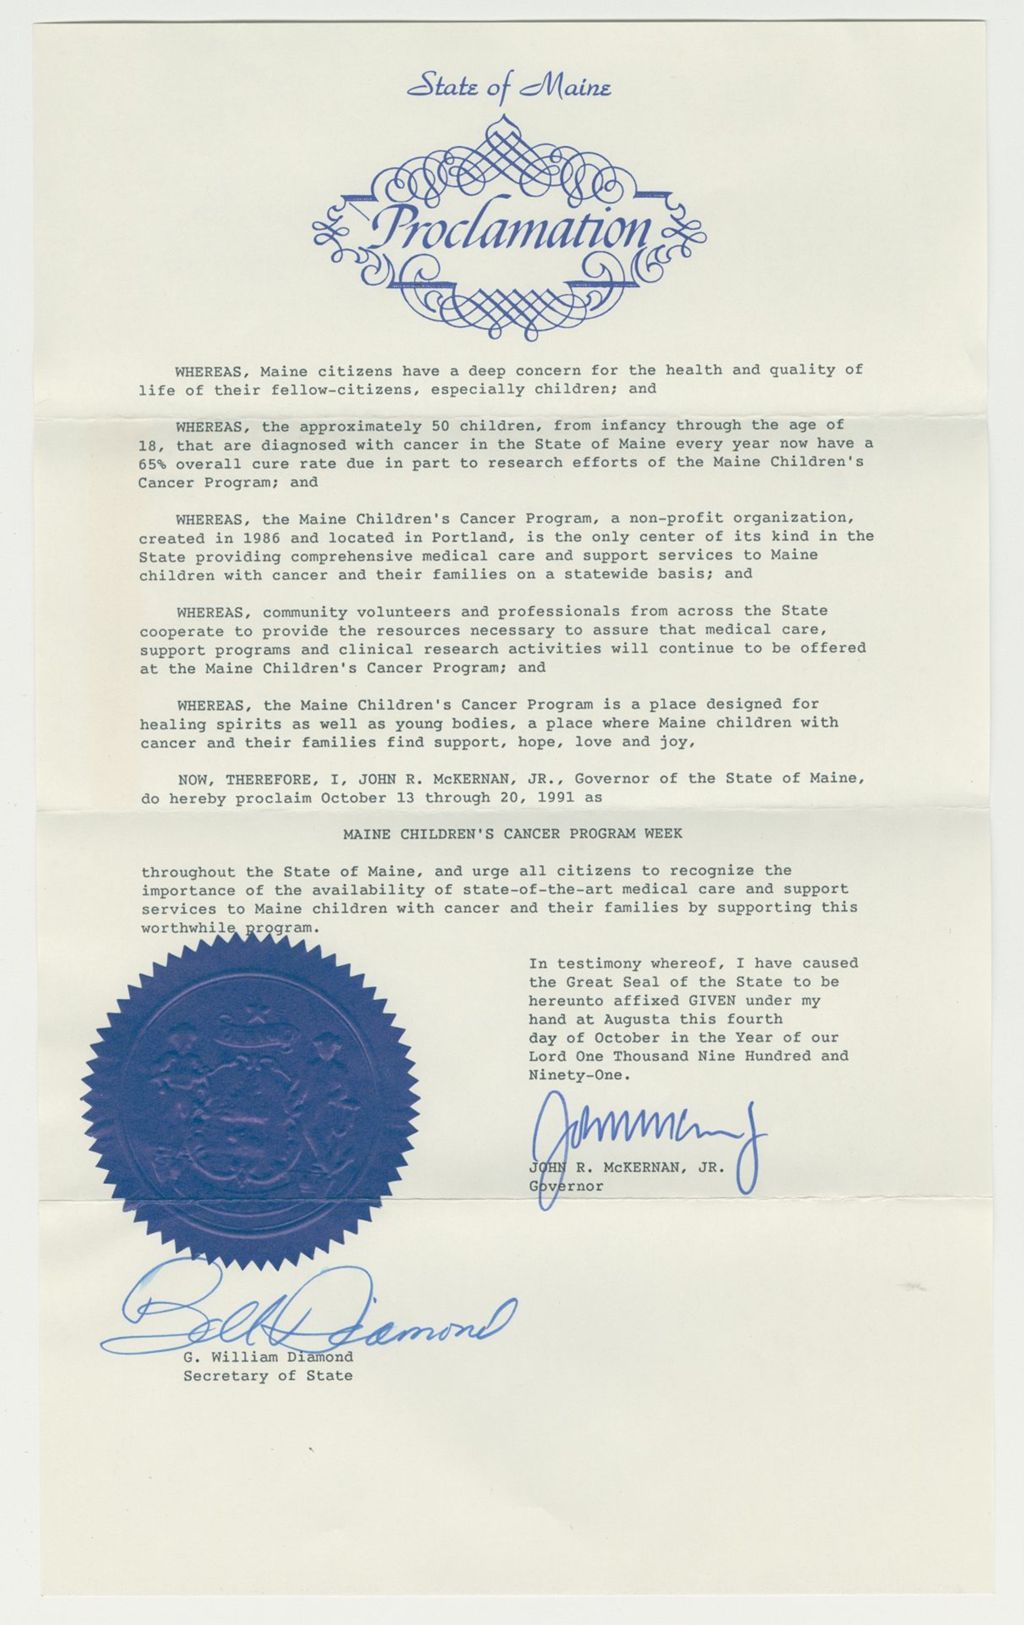 State of Maine
Proclamation
WHEREAS, Maine citizens have a deep concern for the health and quality of
life of their fellow-citizens, especially children; and
WHEREAS, the approximately 50 children, from infancy through the age of
18, that are diagnosed with cancer in the State of Maine every year now have a
65% overall cure rate due in part to research efforts of the Maine Children's
Cancer Program; and
WHEREAS, the Maine Children's Cancer Program, a non-profit organization,
created in 1986 and located in Portland, is the only center of its kind in the
State providing comprehensive medical care and support services to Maine
children with cancer and their families on a statewide basis; and
WHEREAS, community volunteers and professionals from across the State
cooperate to provide the resources necessary to assure that medical care,
support programs and clinical research activities will continue to be offered
at the Maine Children's Cancer Program; and
WHEREAS, the Maine Children's Cancer Program is a place designed for
healing spirits as well as young bodies, a place where Maine children with
cancer and their families find support, hope, love and joy,
NOW, THEREFORE, I, JOHN R. McKERNAN, JR., Governor of the State of Maine,
do hereby proclaim October 13 through 20, 1991 as
MAINE CHILDREN'S CANCER PROGRAM WEEK
throughout the State of Maine, and urge all citizens to recognize the
importance of the availability of state-of-the-art medical care and support
services to Maine children with cancer and their families by supporting this
worthwhile program.
In testimony whereof, I have caused
the Great Seal of the State to be
hereunto affixed GIVEN under my
hand at Augusta this fourth
day of October in the Year of our
Lord One Thousand Nine Hundred and
Ninety-One.
JOHN R. McKERNAN, JR.
Governor
Bill Diamond
G. William Diamond
Secretary of State